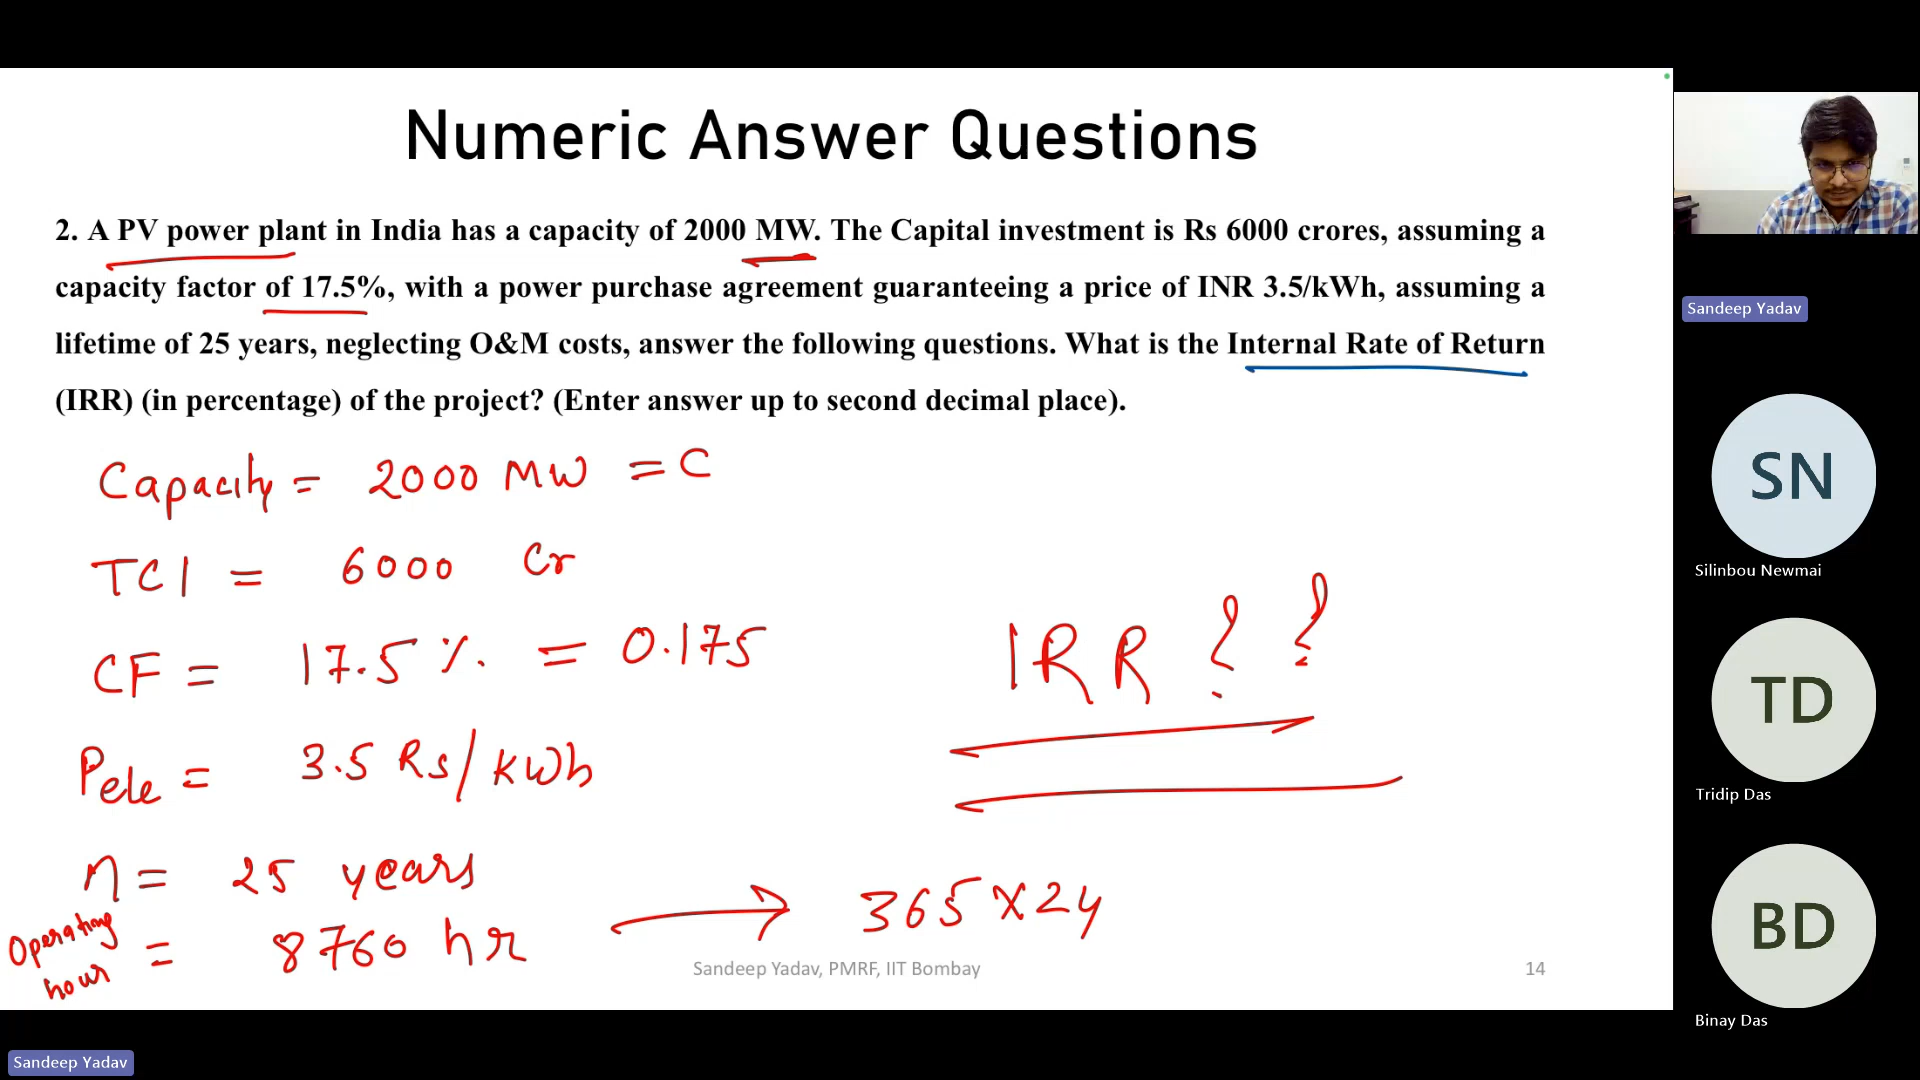 Numeric Answer Questions
2. A PV power plant in India has a capacity of 2000 MW. The Capital investment is Rs 6000 crores, assuming a
capacity factor of 17.5%, with a power purchase agreement guaranteeing a price of INR 3.5/kWh, assuming a
lifetime of 25 years, neglecting O&M costs, answer the following questions. What is the Internal Rate of Return
(IRR) (in percentage) of the project? (Enter answer up to second decimal place).
Capacity = 2000 MW = C
TCI = 6000 Cr
CF = 17.5 % = 0.175
IRR ? ?
Pele = 3.5 Rs/kWh
n = 25 years
Operating hour = 8760 hr → 365 X 24
Sandeep Yadav, PMRF, IIT Bombay
14
Sandeep Yadav
SN
Silinbou Newmai
TD
Tridip Das
BD
Binay Das
Sandeep Yadav